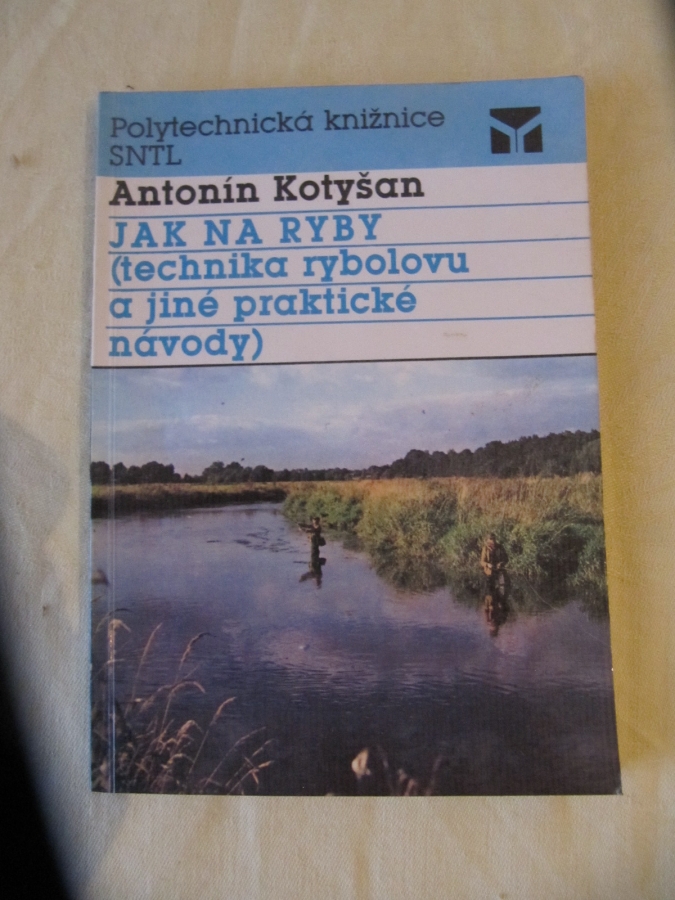 Polytechnická knižnice
SNTL
Antonín Kotyšan
JAK NA RYBY
(technika rybolovu
a jiné praktické
návody)